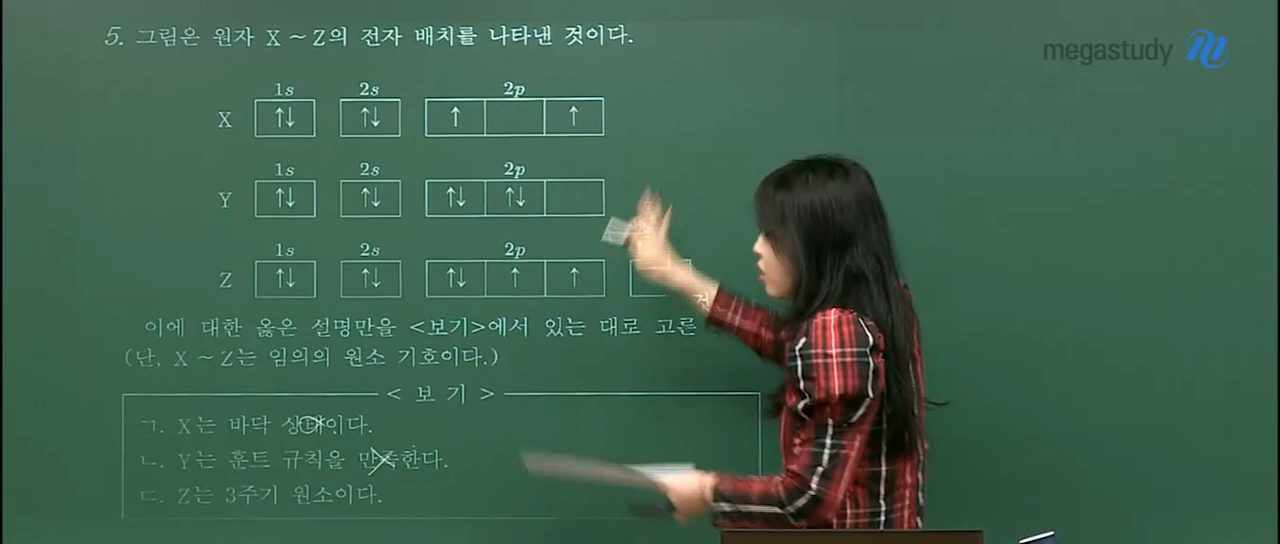 5. 그림은 원자 X ~ Z의 전자 배치를 나타낸 것이다.
megastudy
1s 2s 2p
X ↑↓ ↑↓ ↑ ↑
1s 2s 2p
Y ↑↓ ↑↓ ↑↓ ↑↓
1s 2s 2p
Z ↑↓ ↑↓ ↑↓ ↑ ↑
이에 대한 옳은 설명만을 <보기>에서 있는 대로 고른 것
(단, X ~ Z는 임의의 원소 기호이다.)
< 보 기 >
ㄱ. X는 바닥 상태이다.
ㄴ. Y는 훈트 규칙을 만족한다.
ㄷ. Z는 3주기 원소이다.